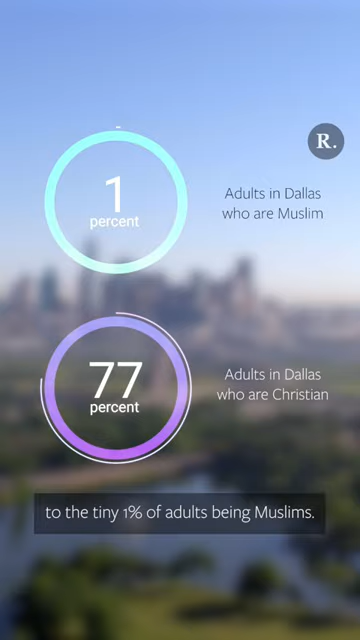 R.
1
percent
Adults in Dallas
who are Muslim
77
percent
Adults in Dallas
who are Christian
to the tiny 1% of adults being Muslims.